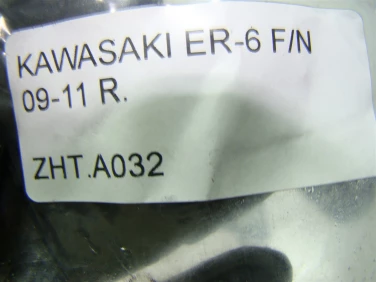 KAWASAKI ER-6 F/N
09-11 R.
ZHT.A032